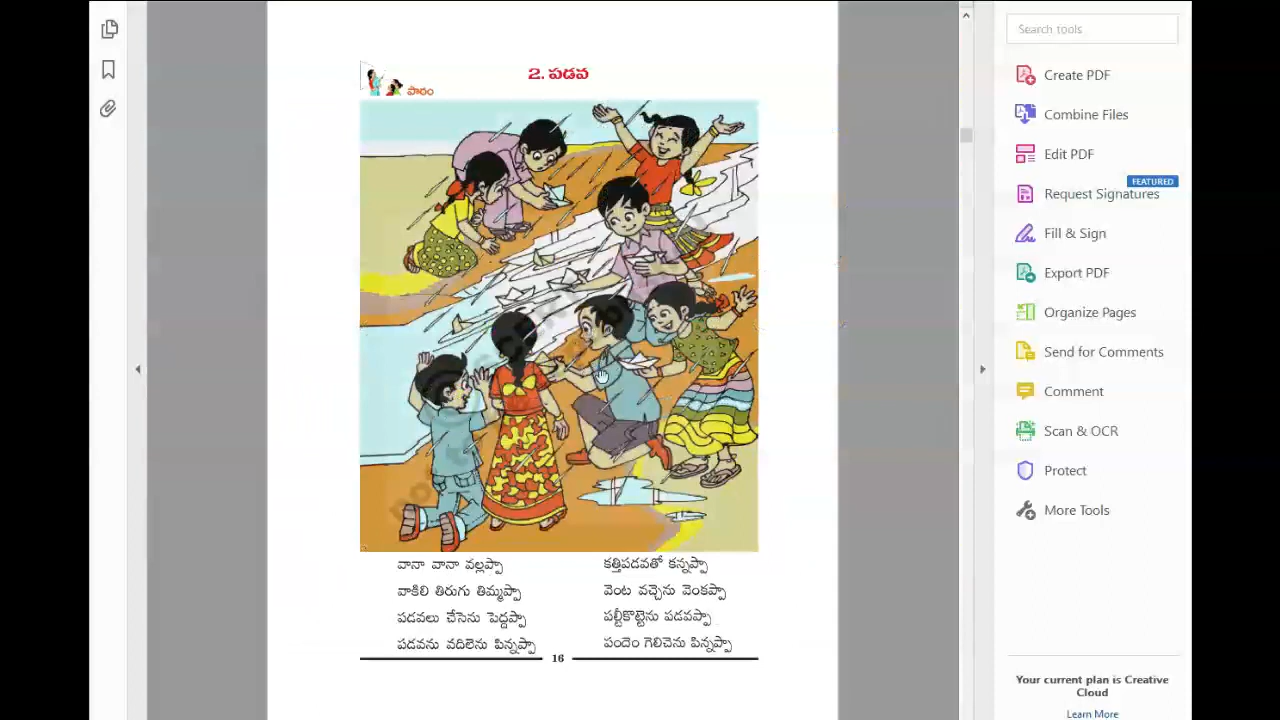 2. పడవ
పాఠం
వానా వానా వల్లప్పా
వాకిలి తిరుగు తిమ్మప్పా
పడవలు చేసెను పెద్దప్పా
పడవను వదిలెను పిన్నప్పా
కత్తిపడవతో కన్నప్పా
వెంట వచ్చెను వెంకప్పా
పల్టీకొట్టెను పడవప్పా
పందెం గెలిచెను పిన్నప్పా
16
Search tools
Create PDF
Combine Files
Edit PDF
FEATURED
Request Signatures
Fill & Sign
Export PDF
Organize Pages
Send for Comments
Comment
Scan & OCR
Protect
More Tools
Your current plan is Creative
Cloud
Learn More